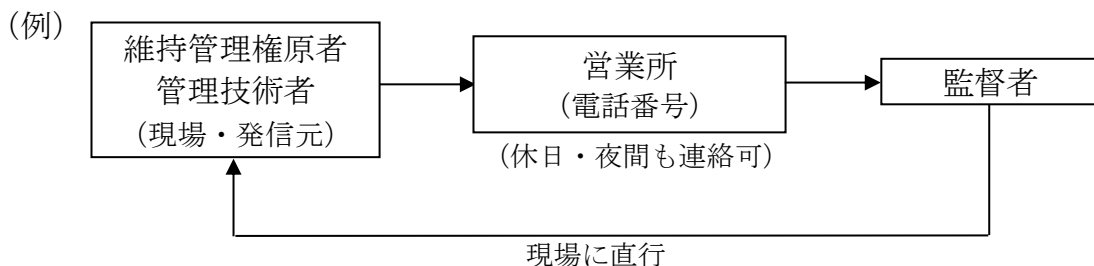 （例）
維持管理権原者
管理技術者
（現場・発信元）
営業所
（電話番号）
（休日・夜間も連絡可）
監督者
現場に直行